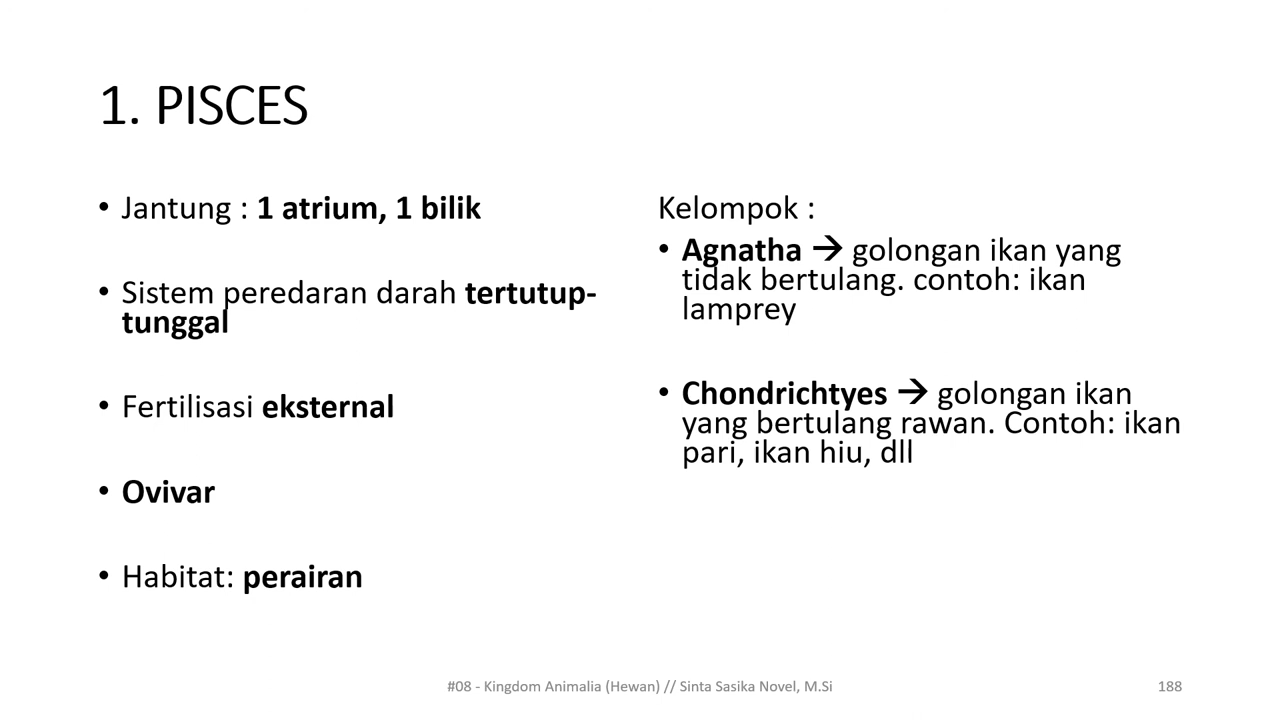 1. PISCES
• Jantung : 1 atrium, 1 bilik
• Sistem peredaran darah tertutup-
tunggal
• Fertilisasi eksternal
• Ovivar
• Habitat: perairan
Kelompok :
• Agnatha → golongan ikan yang
tidak bertulang. contoh: ikan
lamprey
• Chondrichtyes → golongan ikan
yang bertulang rawan. Contoh: ikan
pari, ikan hiu, dll
#08 - Kingdom Animalia (Hewan) // Sinta Sasika Novel, M.Si
188